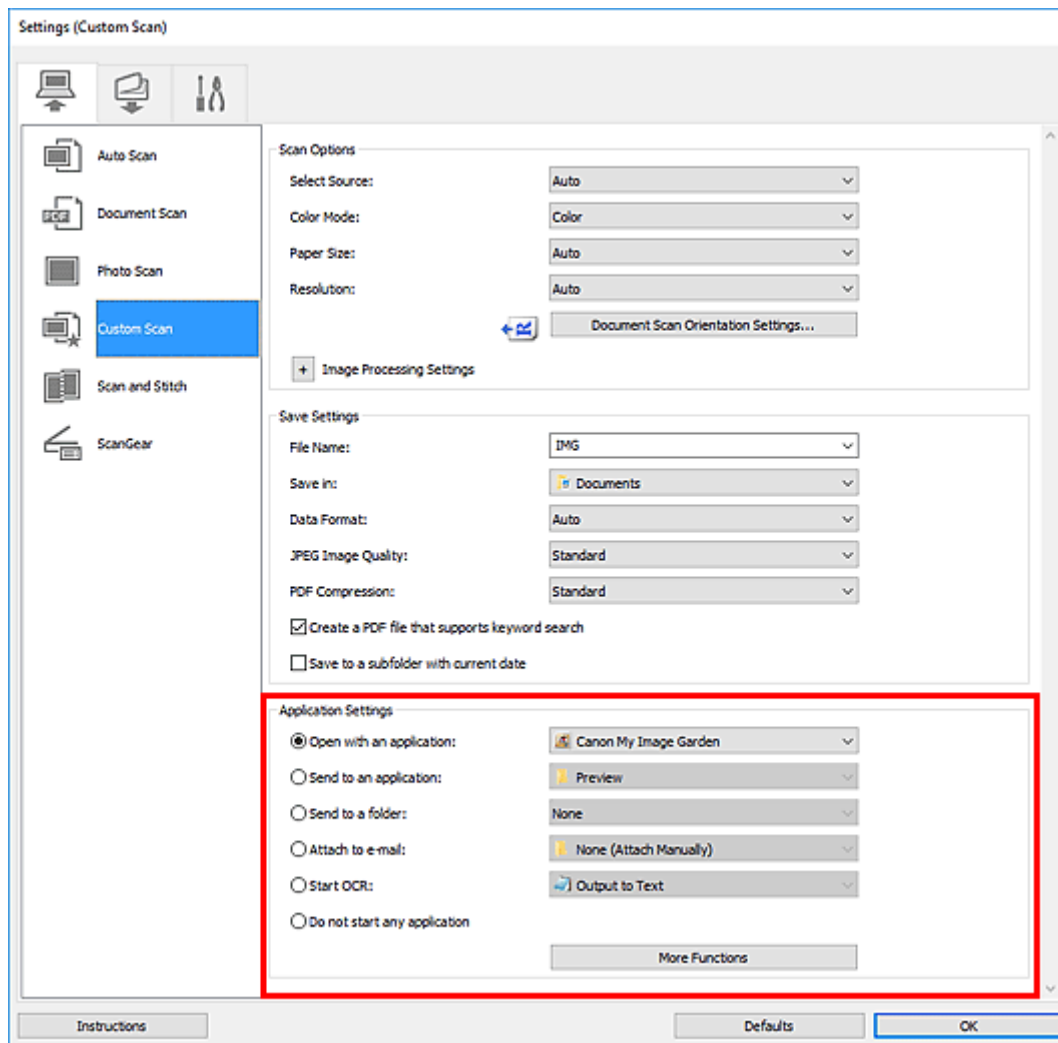 Settings (Custom Scan)
Auto Scan
Document Scan
Photo Scan
Custom Scan
Scan and Stitch
ScanGear
Scan Options
Select Source: Auto
Color Mode: Color
Paper Size: Auto
Resolution: Auto
Document Scan Orientation Settings...
+ Image Processing Settings
Save Settings
File Name: IMG
Save in: Documents
Data Format: Auto
JPEG Image Quality: Standard
PDF Compression: Standard
Create a PDF file that supports keyword search
Save to a subfolder with current date
Application Settings
Open with an application: Canon My Image Garden
Send to an application: Preview
Send to a folder: None
Attach to e-mail: None (Attach Manually)
Start OCR: Output to Text
Do not start any application
More Functions
Instructions Defaults OK